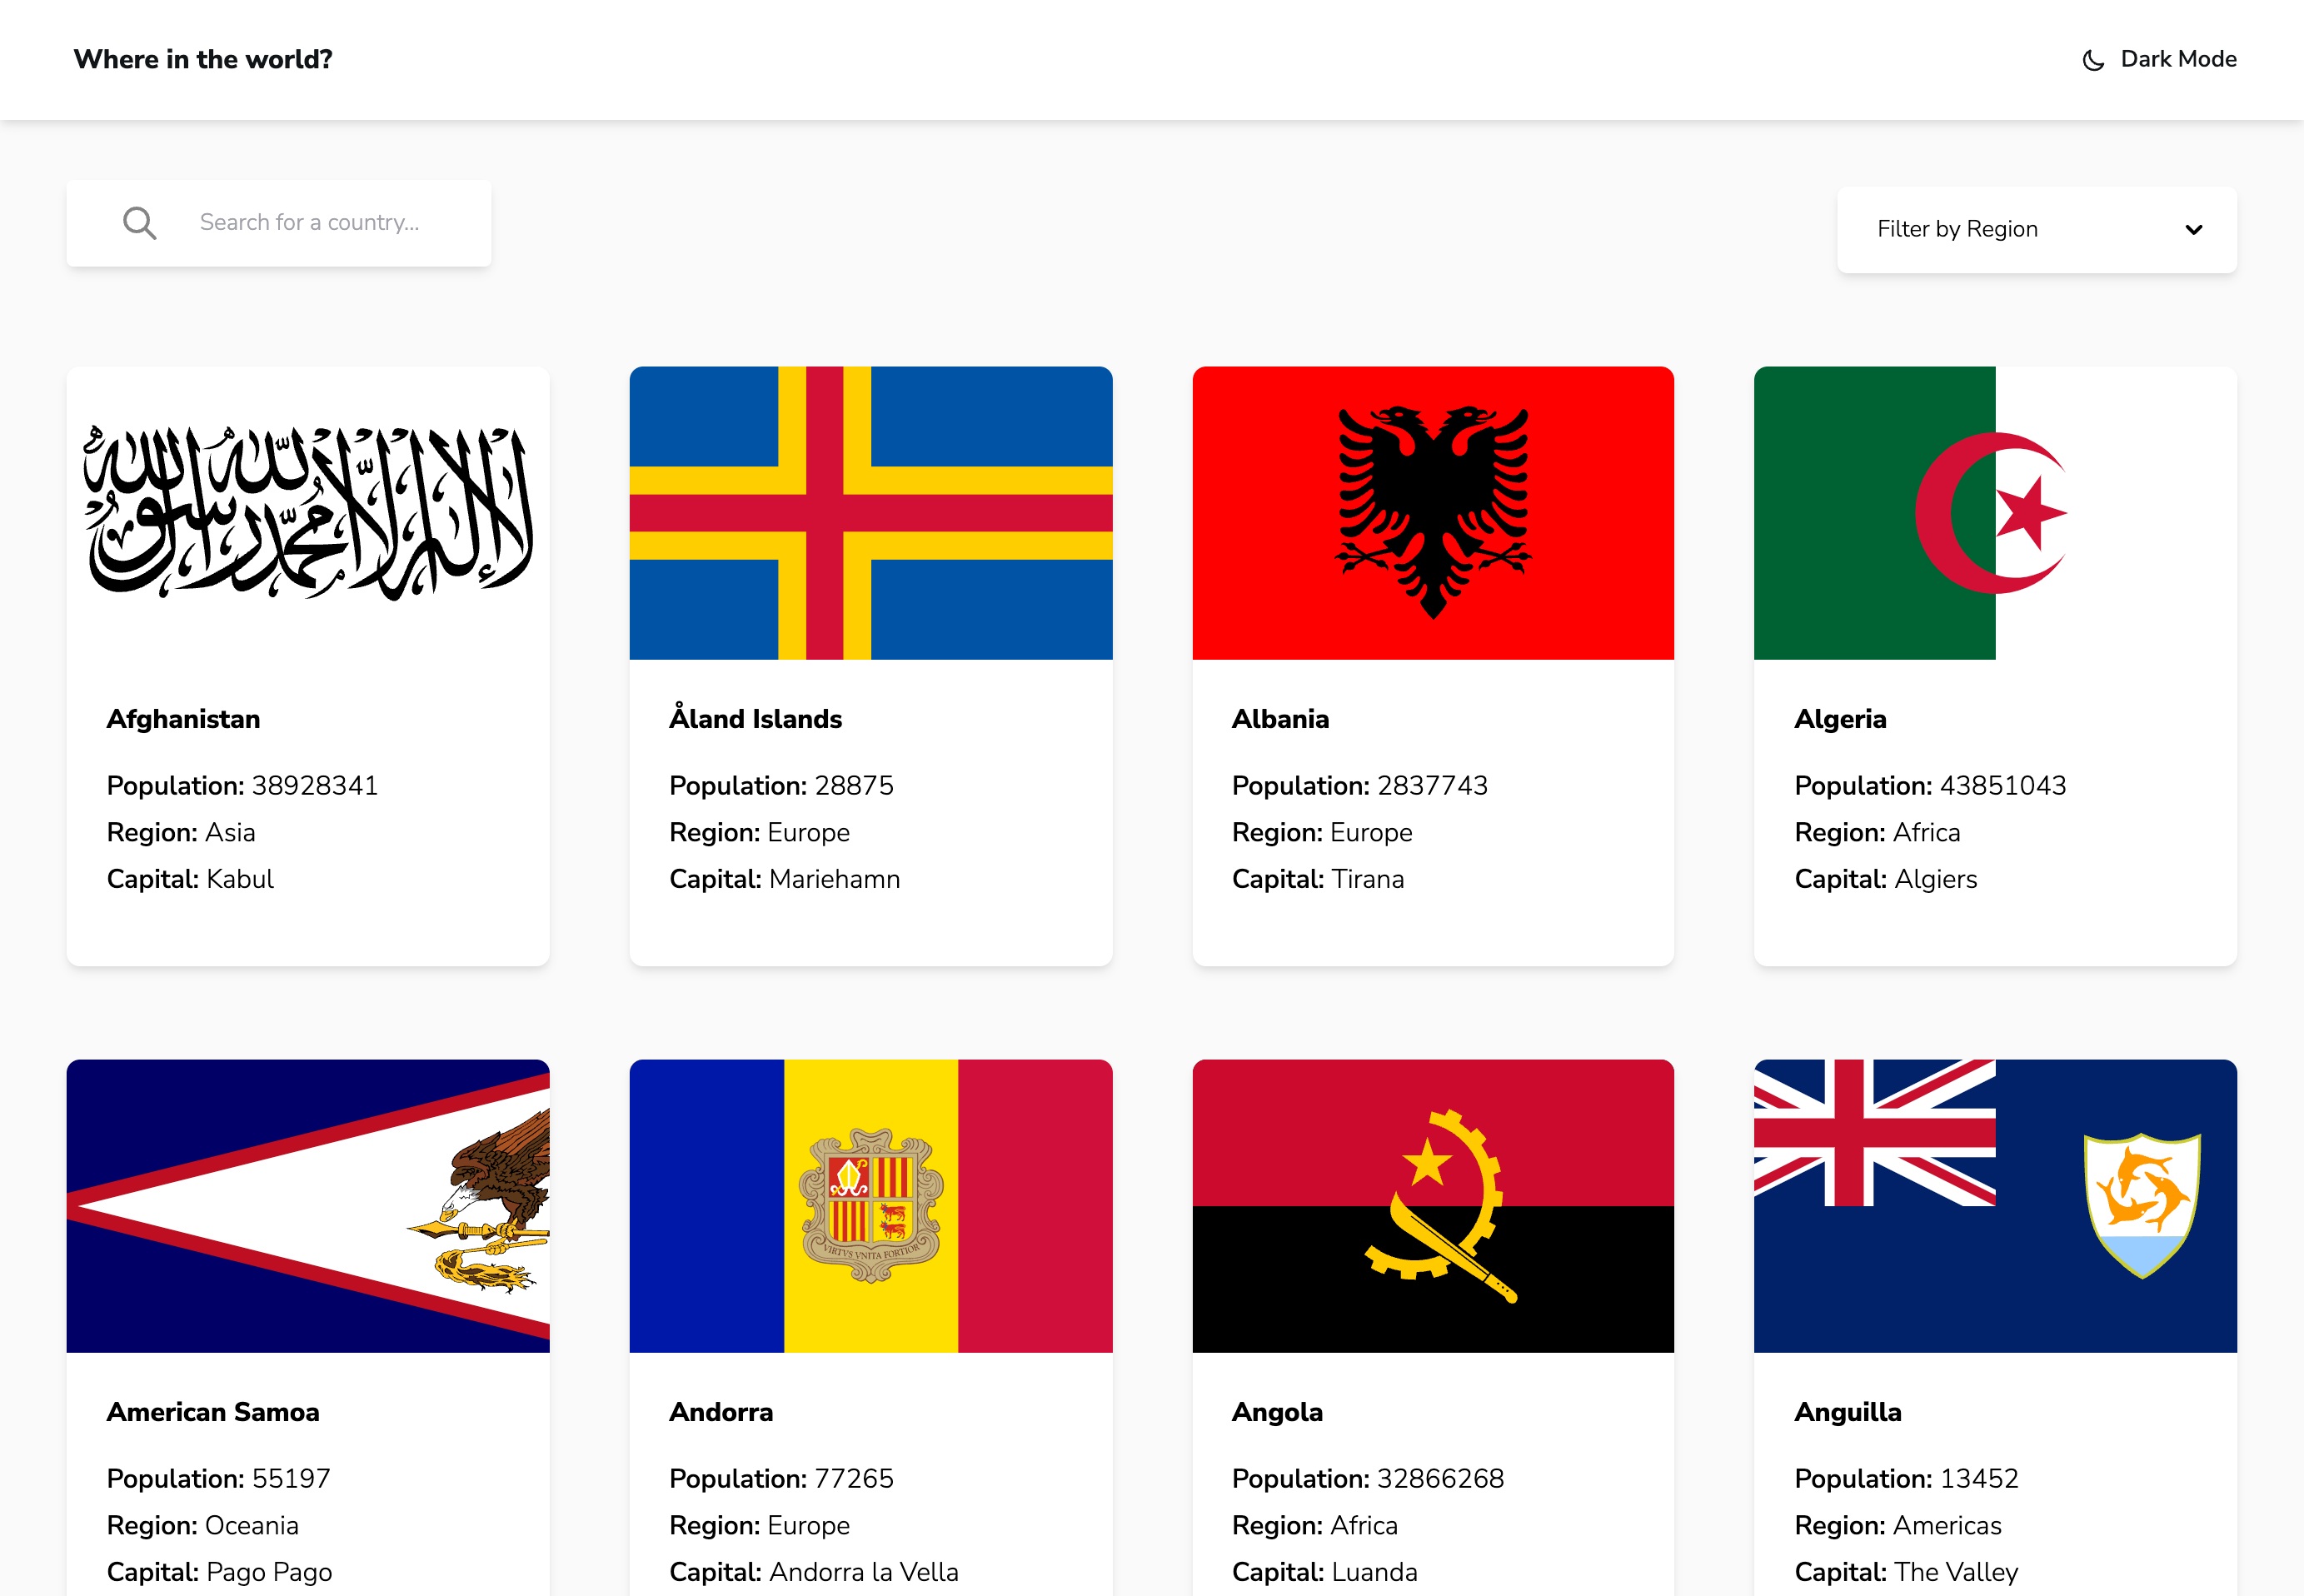 Where in the world?
Dark Mode
Search for a country...
Filter by Region
لا إله إلا الله محمد رسول الله
Afghanistan
Population: 38928341
Region: Asia
Capital: Kabul
Åland Islands
Population: 28875
Region: Europe
Capital: Mariehamn
Albania
Population: 2837743
Region: Europe
Capital: Tirana
Algeria
Population: 43851043
Region: Africa
Capital: Algiers
VIRTVS VNITA FORTIOR
American Samoa
Population: 55197
Region: Oceania
Capital: Pago Pago
Andorra
Population: 77265
Region: Europe
Capital: Andorra la Vella
Angola
Population: 32866268
Region: Africa
Capital: Luanda
Anguilla
Population: 13452
Region: Americas
Capital: The Valley